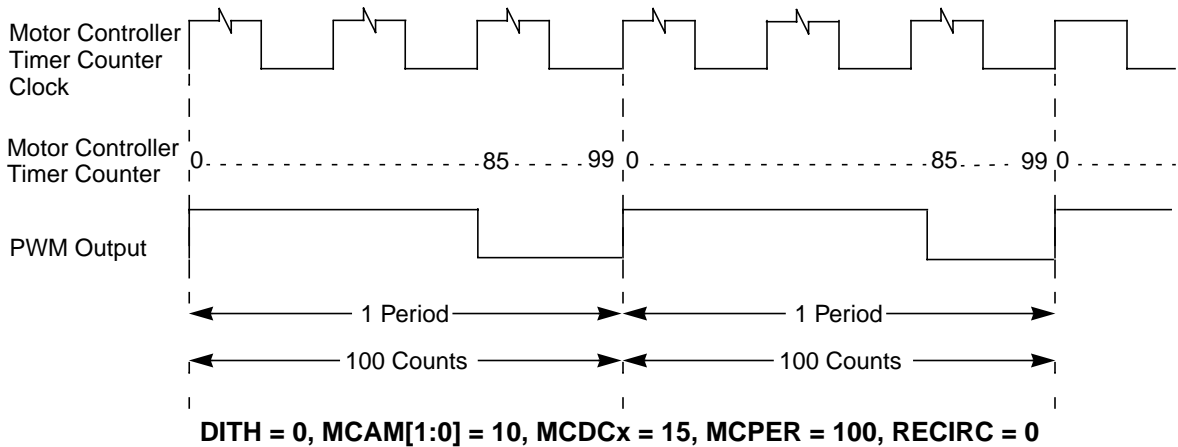 Motor Controller
Timer Counter
Clock
Motor Controller
Timer Counter
0 85 99 0 85 99 0
PWM Output
1 Period 1 Period
100 Counts 100 Counts
DITH = 0, MCAM[1:0] = 10, MCDCx = 15, MCPER = 100, RECIRC = 0